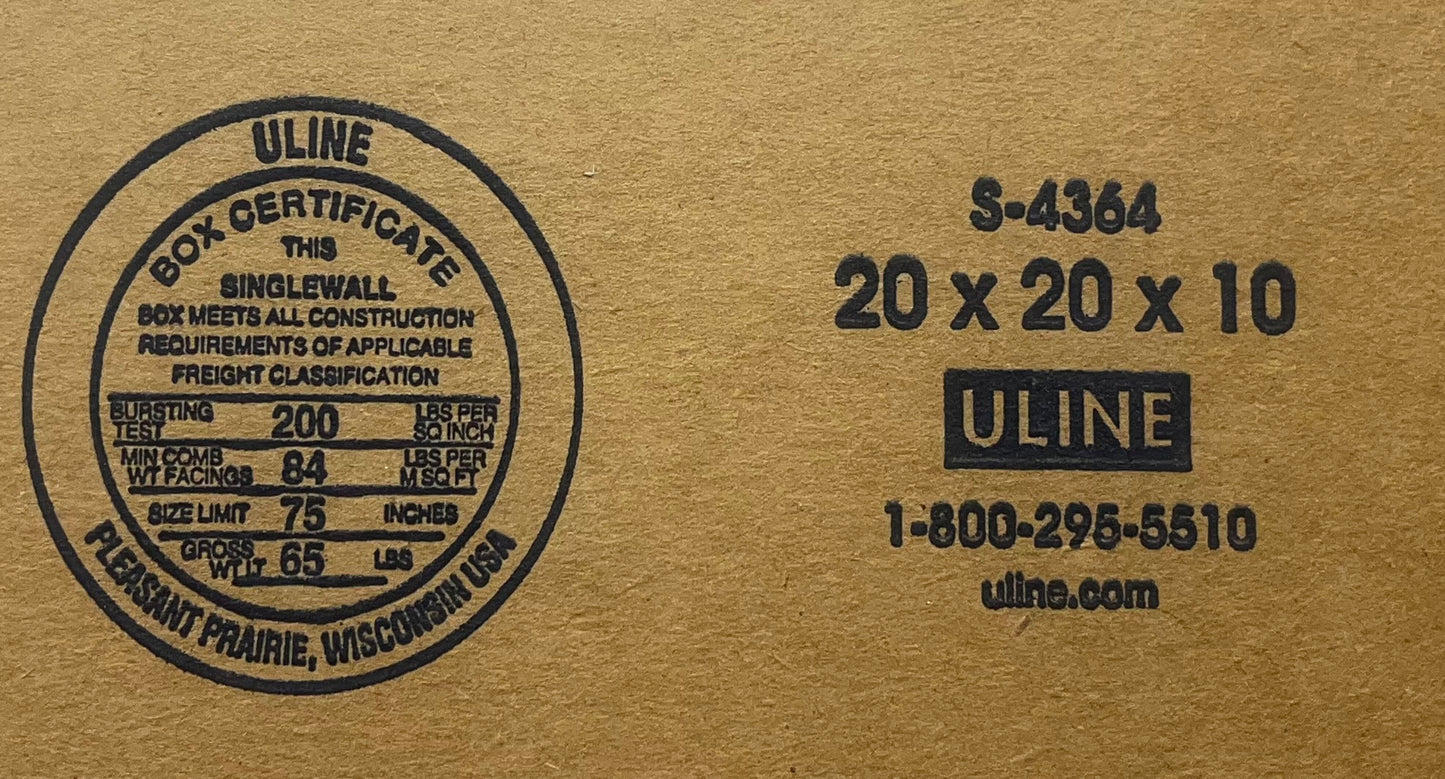 ULINE
BOX CERTIFICATE
THIS
SINGLEWALL
BOX MEETS ALL CONSTRUCTION
REQUIREMENTS OF APPLICABLE
FREIGHT CLASSIFICATION
BURSTING TEST 200 LBS PER SQ INCH
MIN COMB WT FACINGS 84 LBS PER M SQ FT
SIZE LIMIT 75 INCHES
GROSS WT LT 65 LBS
PLEASANT PRAIRIE, WISCONSIN USA
S-4364
20 x 20 x 10
ULINE
1-800-295-5510
uline.com